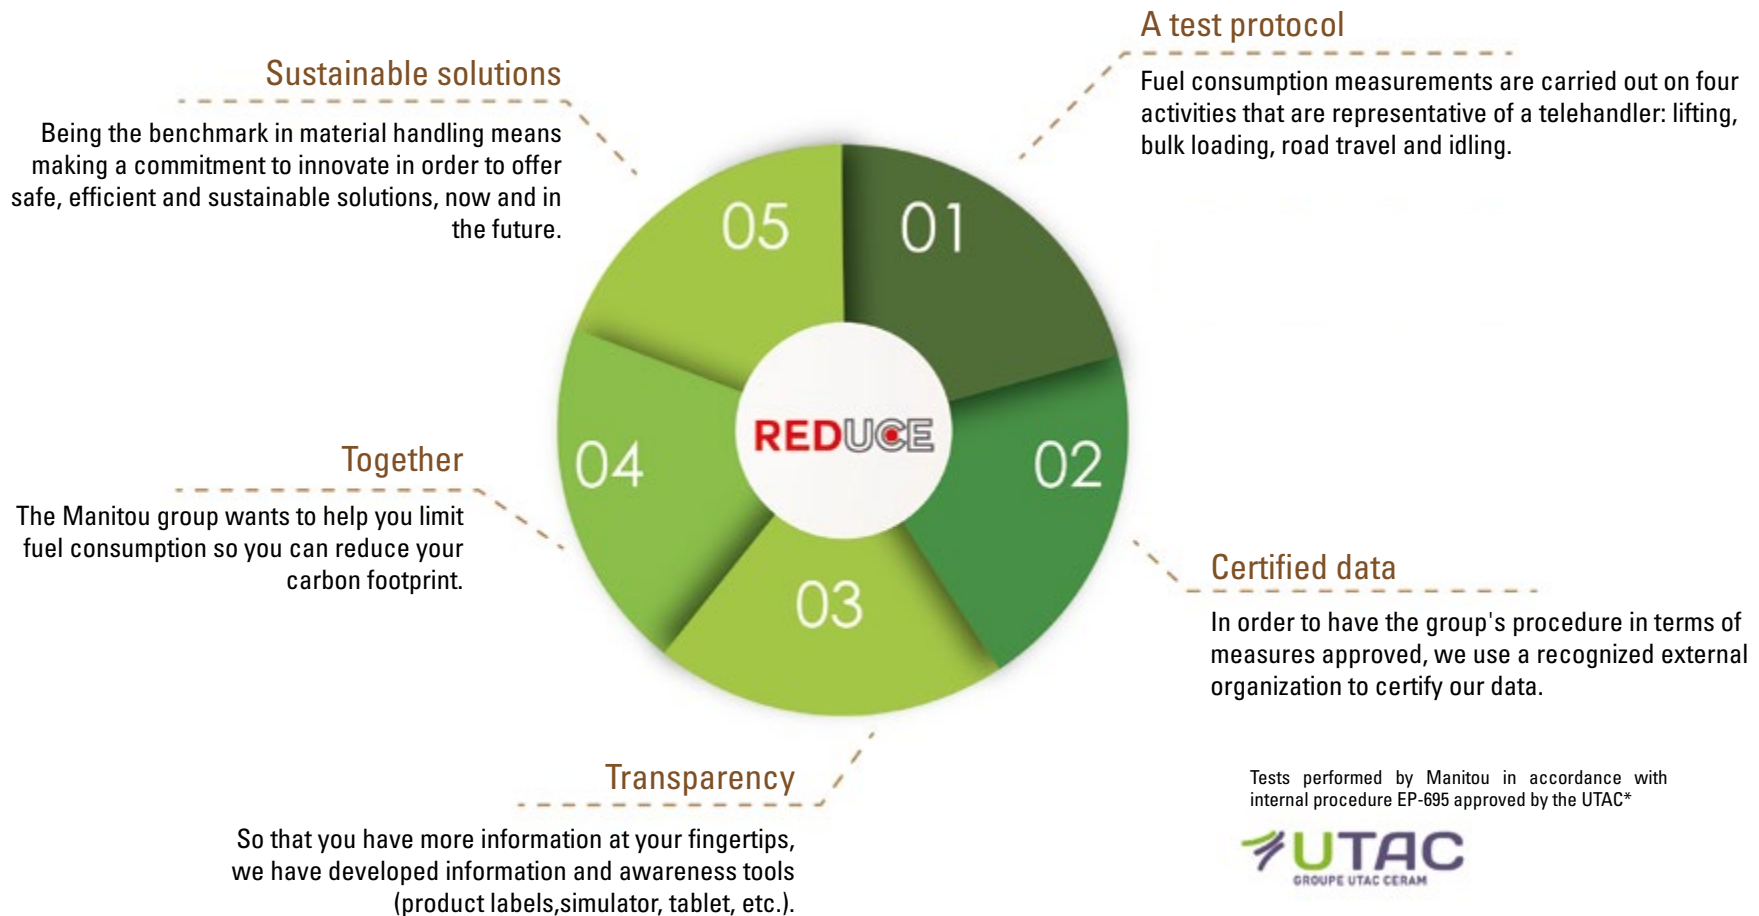 A test protocol
Fuel consumption measurements are carried out on four
activities that are representative of a telehandler: lifting,
bulk loading, road travel and idling.
Sustainable solutions
Being the benchmark in material handling means
making a commitment to innovate in order to offer
safe, efficient and sustainable solutions, now and in
the future.
05
01
REDUCE
04
02
03
Together
The Manitou group wants to help you limit
fuel consumption so you can reduce your
carbon footprint.
Certified data
In order to have the group's procedure in terms of
measures approved, we use a recognized external
organization to certify our data.
Transparency
So that you have more information at your fingertips,
we have developed information and awareness tools
(product labels,simulator, tablet, etc.).
Tests performed by Manitou in accordance with
internal procedure EP-695 approved by the UTAC*
UTAC
GROUPE UTAC CERAM